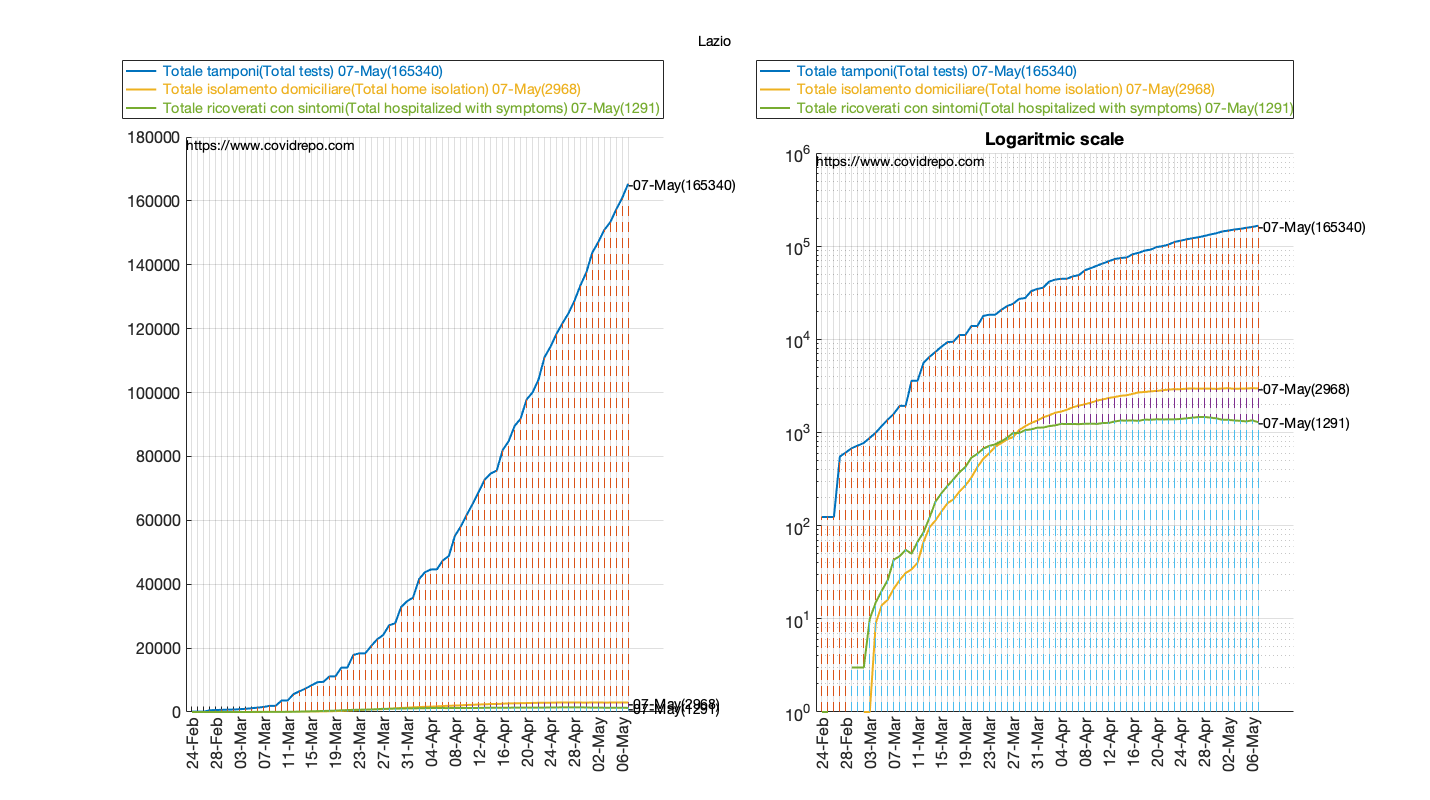 Lazio
Totale tamponi(Total tests) 07-May(165340)
Totale isolamento domiciliare(Total home isolation) 07-May(2968)
Totale ricoverati con sintomi(Total hospitalized with symptoms) 07-May(1291)
180000
https://www.covidrepo.com
160000
140000
120000
100000
80000
60000
40000
20000
0
07-May(165340)
07-May(2968)
07-May(1291)
24-Feb
28-Feb
03-Mar
07-Mar
11-Mar
15-Mar
19-Mar
23-Mar
27-Mar
31-Mar
04-Apr
08-Apr
12-Apr
16-Apr
20-Apr
24-Apr
28-Apr
02-May
06-May
Totale tamponi(Total tests) 07-May(165340)
Totale isolamento domiciliare(Total home isolation) 07-May(2968)
Totale ricoverati con sintomi(Total hospitalized with symptoms) 07-May(1291)
Logaritmic scale
10^6
https://www.covidrepo.com
10^5
10^4
10^3
10^2
10^1
10^0
07-May(165340)
07-May(2968)
07-May(1291)
24-Feb
28-Feb
03-Mar
07-Mar
11-Mar
15-Mar
19-Mar
23-Mar
27-Mar
31-Mar
04-Apr
08-Apr
12-Apr
16-Apr
20-Apr
24-Apr
28-Apr
02-May
06-May